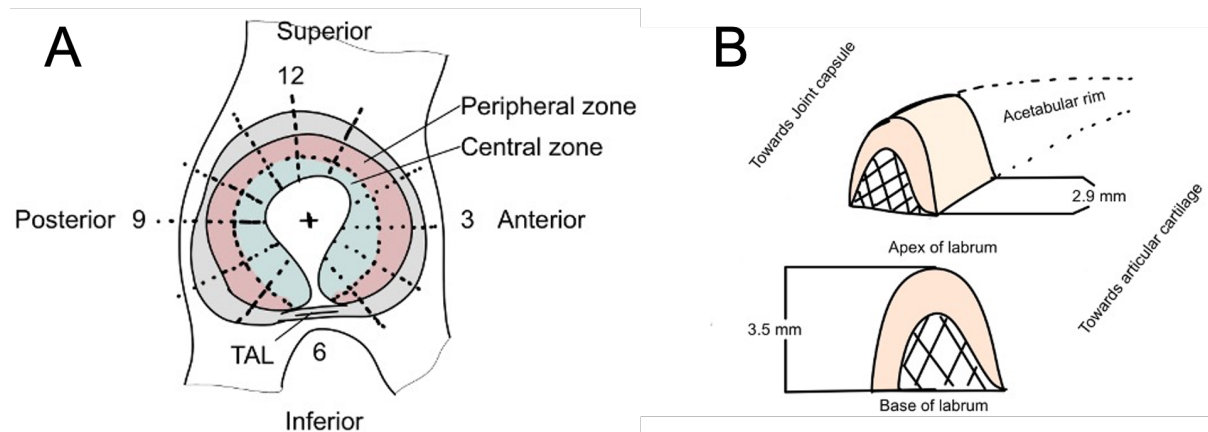 A
Superior
12
Peripheral zone
Central zone
Posterior 9
3 Anterior
TAL
6
Inferior
B
Towards Joint capsule
Acetabular rim
2.9 mm
Apex of labrum
Towards articular cartilage
3.5 mm
Base of labrum